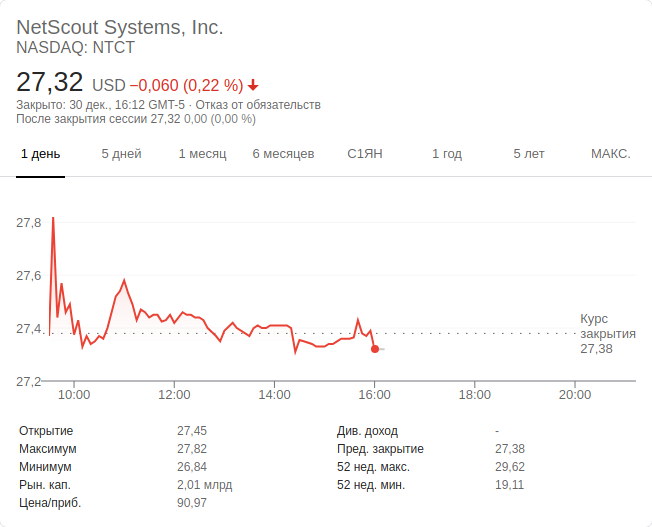 NetScout Systems, Inc.
NASDAQ: NTCT
27,32 USD −0,060 (0,22 %)
Закрыто: 30 дек., 16:12 GMT-5 · Отказ от обязательств
После закрытия сессии 27,32 0,00 (0,00 %)
1 день 5 дней 1 месяц 6 месяцев С1ЯН 1 год 5 лет МАКС.
27,8
27,6
27,4
27,2
Курс
закрытия
27,38
10:00 12:00 14:00 16:00 18:00 20:00
Открытие 27,45 Див. доход -
Максимум 27,82 Пред. закрытие 27,38
Минимум 26,84 52 нед. макс. 29,62
Рын. кап. 2,01 млрд 52 нед. мин. 19,11
Цена/приб. 90,97